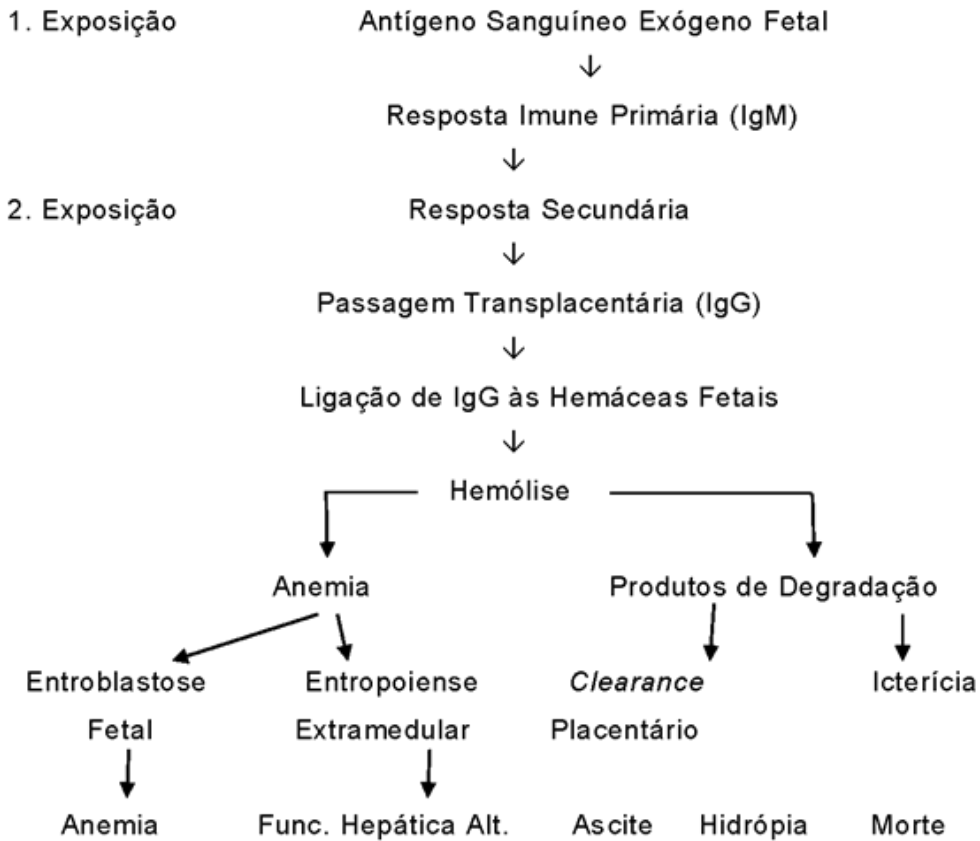 1. Exposição Antígeno Sanguíneo Exógeno Fetal
Resposta Imune Primária (IgM)
2. Exposição Resposta Secundária
Passagem Transplacentária (IgG)
Ligação de IgG às Hemáceas Fetais
Hemólise
Anemia Produtos de Degradação
Entroblastose Entropoiense Clearance Icterícia
Fetal Extramedular Placentário
Anemia Func. Hepática Alt. Ascite Hidrópia Morte